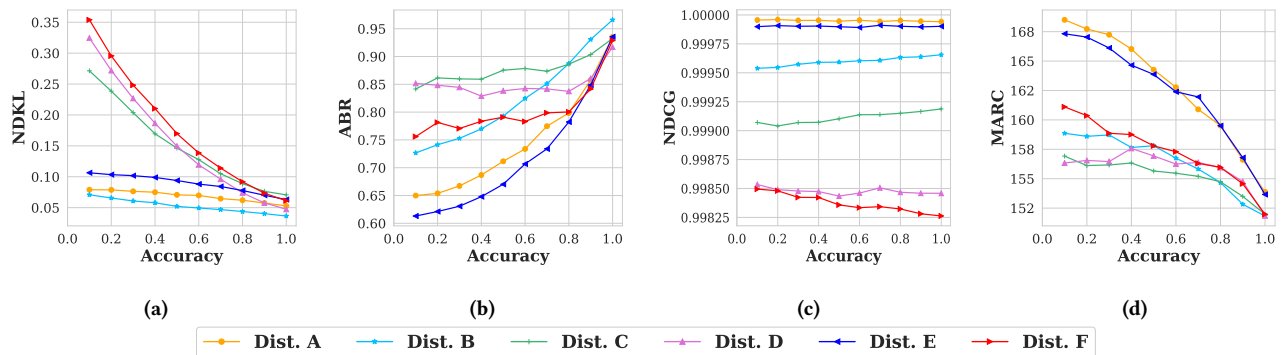 NDKL
0.35
0.30
0.25
0.20
0.15
0.10
0.05
0.0 0.2 0.4 0.6 0.8 1.0
Accuracy
(a)
ABR
0.95
0.90
0.85
0.80
0.75
0.70
0.65
0.60
0.0 0.2 0.4 0.6 0.8 1.0
Accuracy
(b)
NDCG
1.00000
0.99975
0.99950
0.99925
0.99900
0.99875
0.99850
0.99825
0.0 0.2 0.4 0.6 0.8 1.0
Accuracy
(c)
MARC
168
165
162
160
158
155
152
0.0 0.2 0.4 0.6 0.8 1.0
Accuracy
(d)
Dist. A Dist. B Dist. C Dist. D Dist. E Dist. F